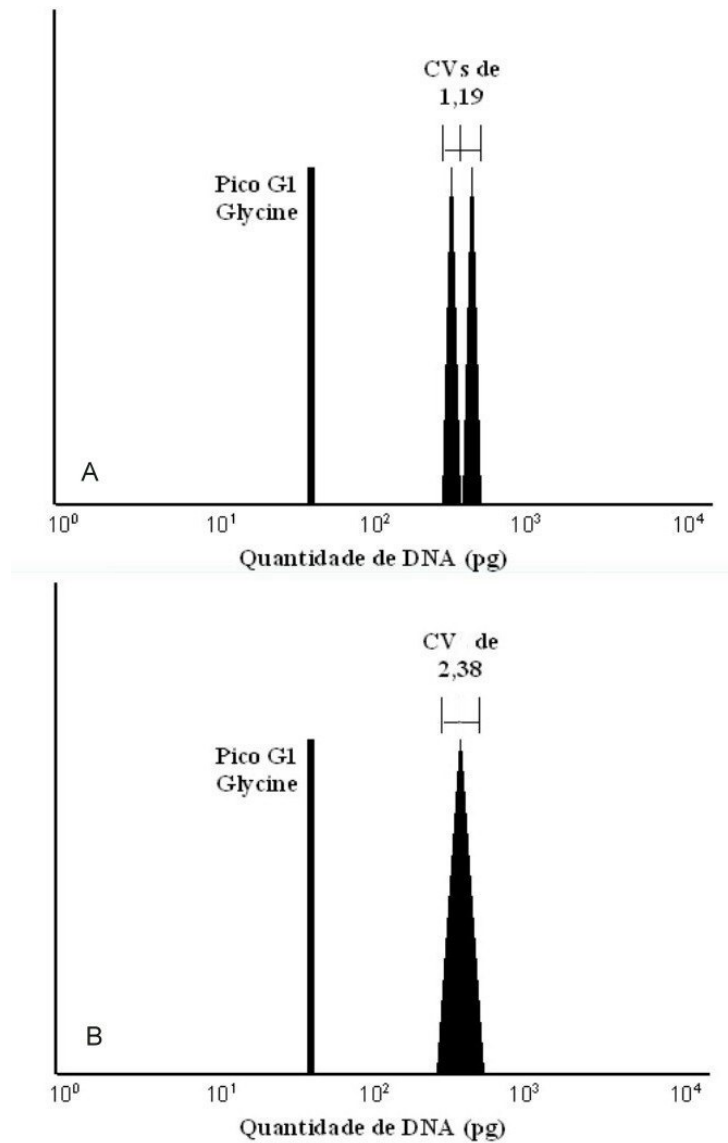 CVs de
1,19
Pico G1
Glycine
A
10⁰ 10¹ 10² 10³ 10⁴
Quantidade de DNA (pg)
CV de
2,38
Pico G1
Glycine
B
10⁰ 10¹ 10² 10³ 10⁴
Quantidade de DNA (pg)